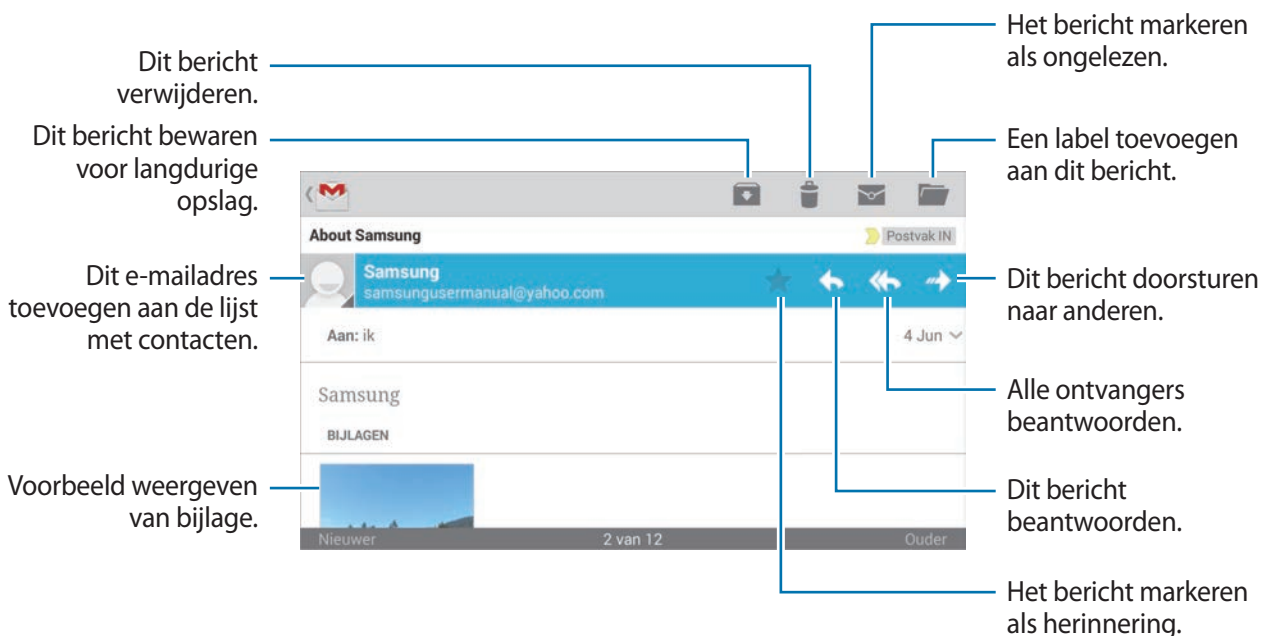 Het bericht markeren
als ongelezen.
Dit bericht
verwijderen.
Dit bericht bewaren
voor langdurige
opslag.
Een label toevoegen
aan dit bericht.
About Samsung
Postvak IN
Samsung
samsungusermanual@yahoo.com
Dit e-mailadres
toevoegen aan de lijst
met contacten.
Dit bericht doorsturen
naar anderen.
Aan: ik
4 Jun
Samsung
BIJLAGEN
Alle ontvangers
beantwoorden.
Voorbeeld weergeven
van bijlage.
Dit bericht
beantwoorden.
Nieuwer
2 van 12
Ouder
Het bericht markeren
als herinnering.